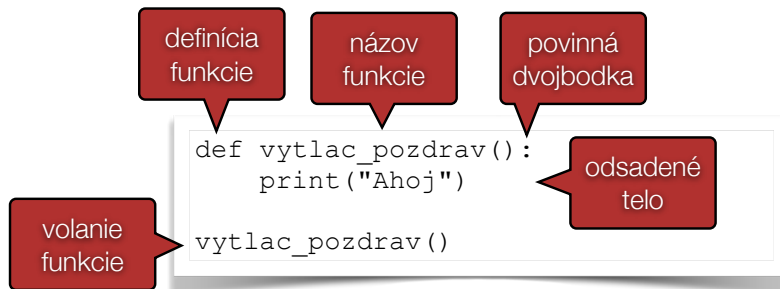 definícia
funkcie
názov
funkcie
povinná
dvojbodka
def vytlac_pozdrav():
    print("Ahoj")
odsadené
telo
volanie
funkcie
vytlac_pozdrav()